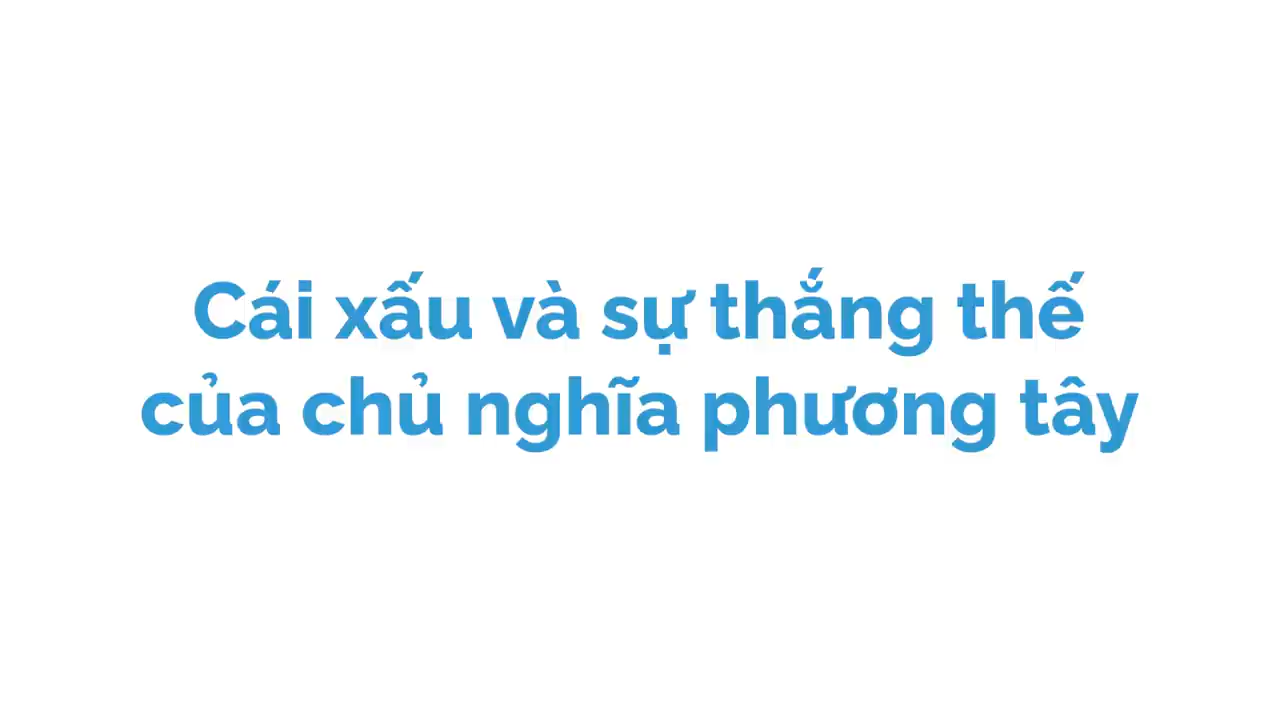 Cái xấu và sự thắng thế
của chủ nghĩa phương tây